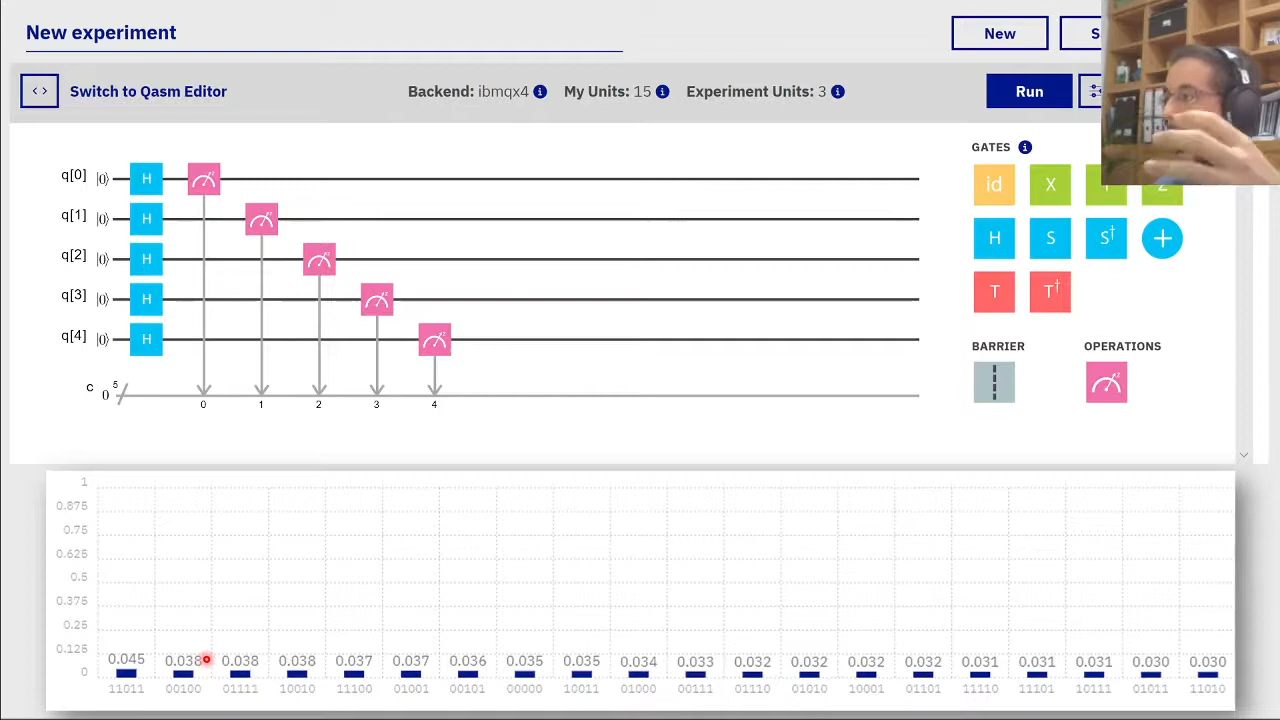 New experiment
New
S
Switch to Qasm Editor
Backend: ibmqx4
My Units: 15
Experiment Units: 3
Run
GATES
id X Y Z
H S S† +
T T†
BARRIER OPERATIONS
q[0] |0⟩ H
q[1] |0⟩ H
q[2] |0⟩ H
q[3] |0⟩ H
q[4] |0⟩ H
c 0 5
0 1 2 3 4
1
0.875
0.75
0.625
0.5
0.375
0.25
0.125
0
0.045 0.038 0.038 0.038 0.037 0.037 0.036 0.035 0.035 0.034 0.033 0.032 0.032 0.032 0.032 0.031 0.031 0.031 0.030 0.030
11011 00100 01111 10010 11100 01001 00101 00000 10011 01000 00111 01110 01010 10001 01101 11110 11101 10111 01011 11010